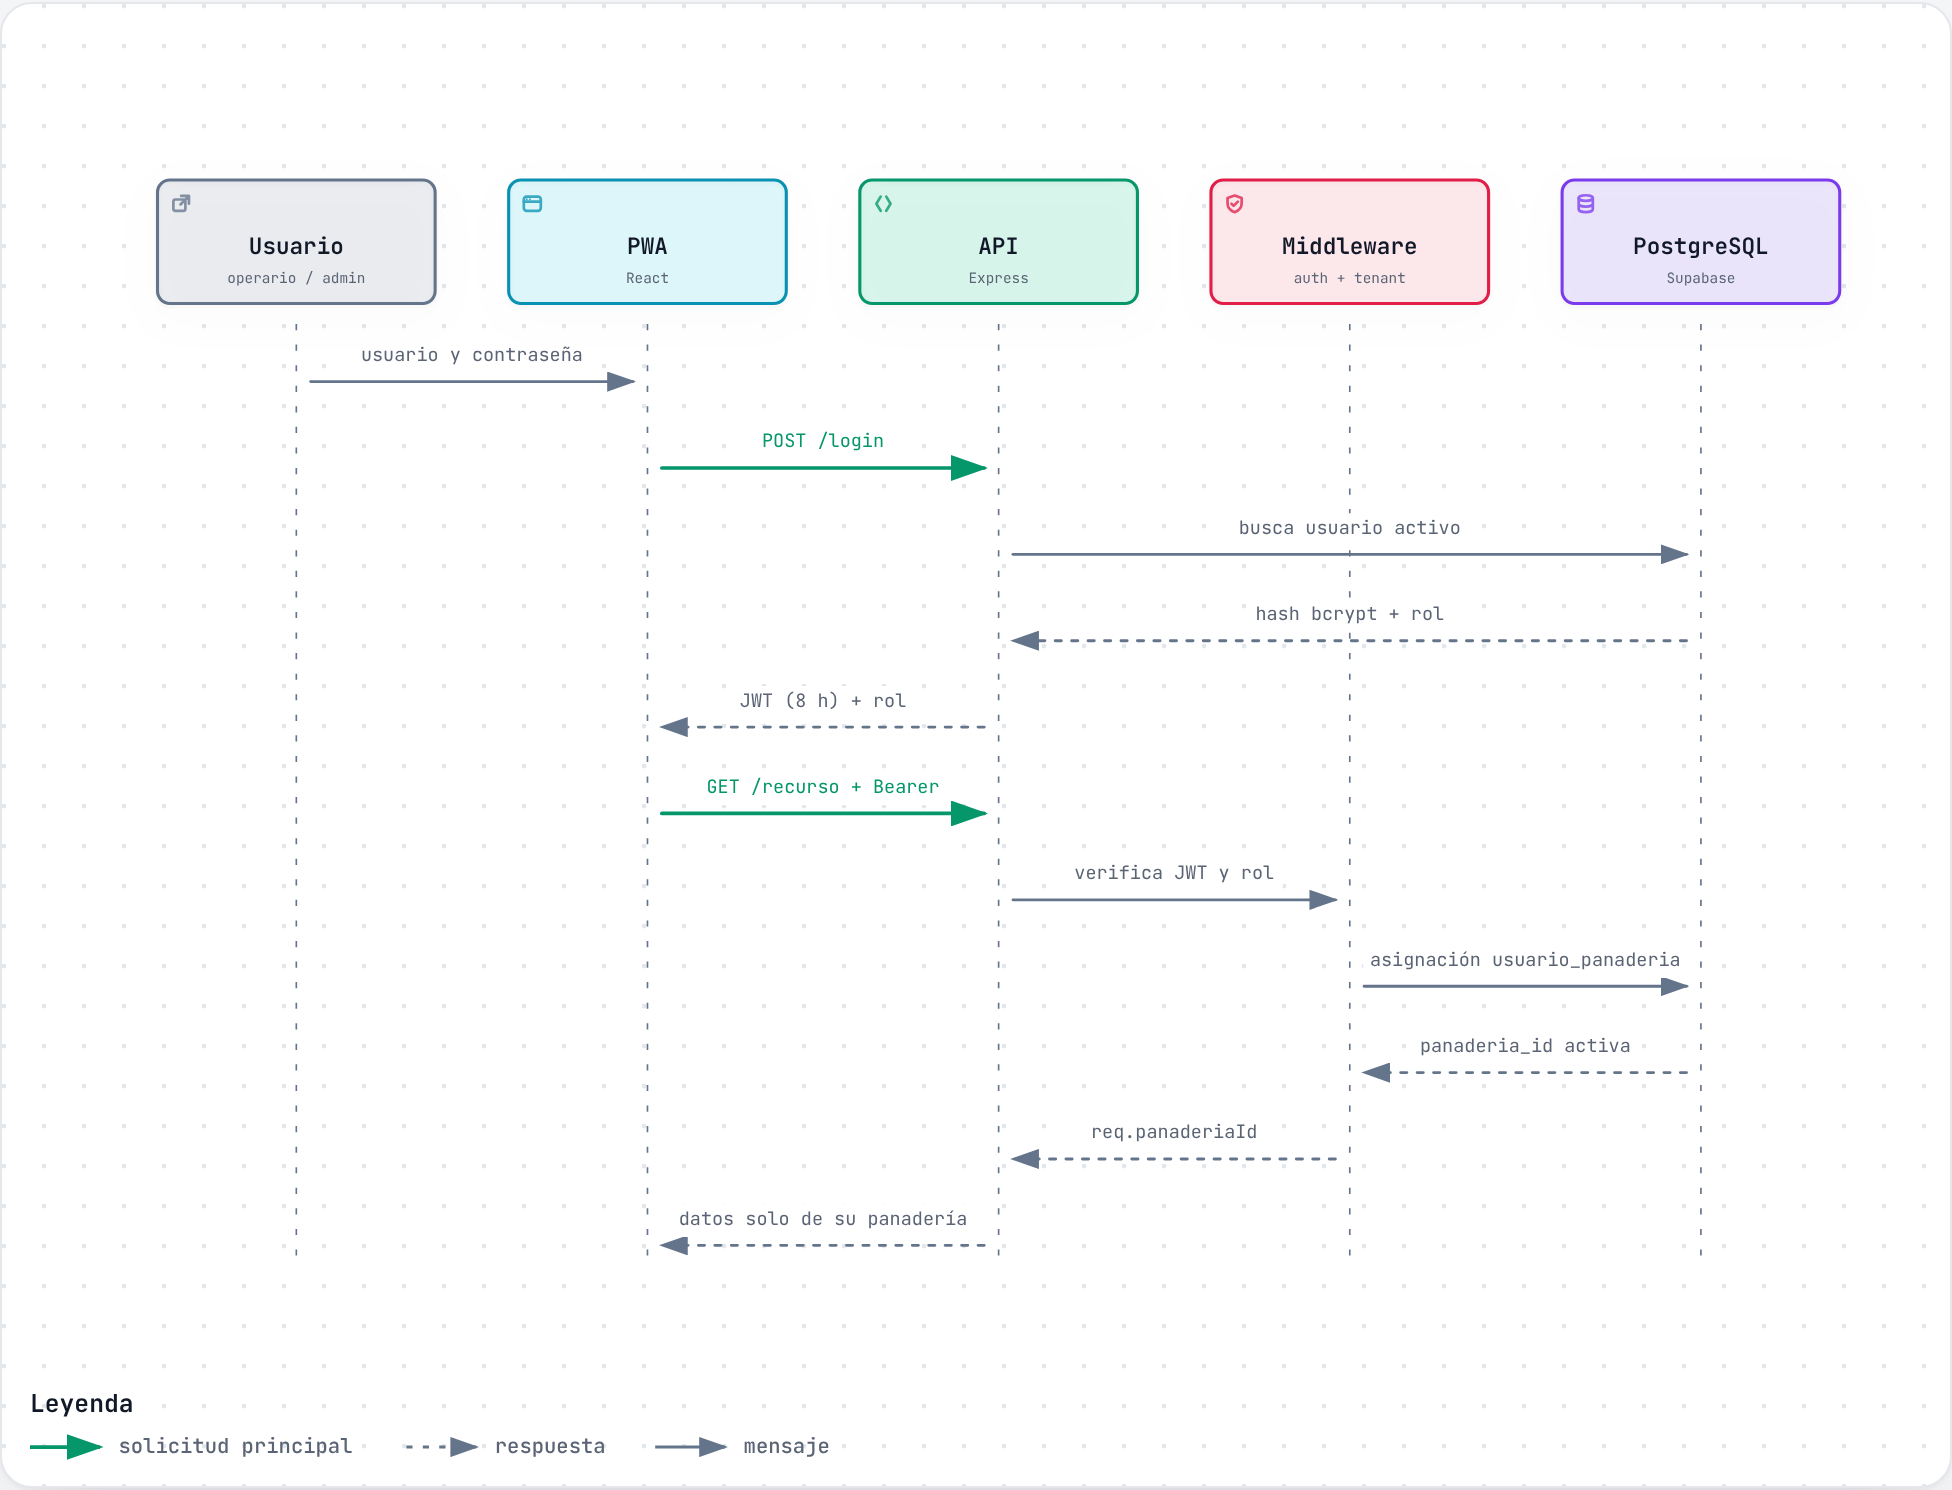 Usuario
operario / admin
PWA
React
API
Express
Middleware
auth + tenant
PostgreSQL
Supabase
usuario y contraseña
POST /login
busca usuario activo
hash bcrypt + rol
JWT (8 h) + rol
GET /recurso + Bearer
verifica JWT y rol
asignación usuario_panaderia
panaderia_id activa
req.panaderiaId
datos solo de su panadería
Leyenda
solicitud principal
respuesta
mensaje